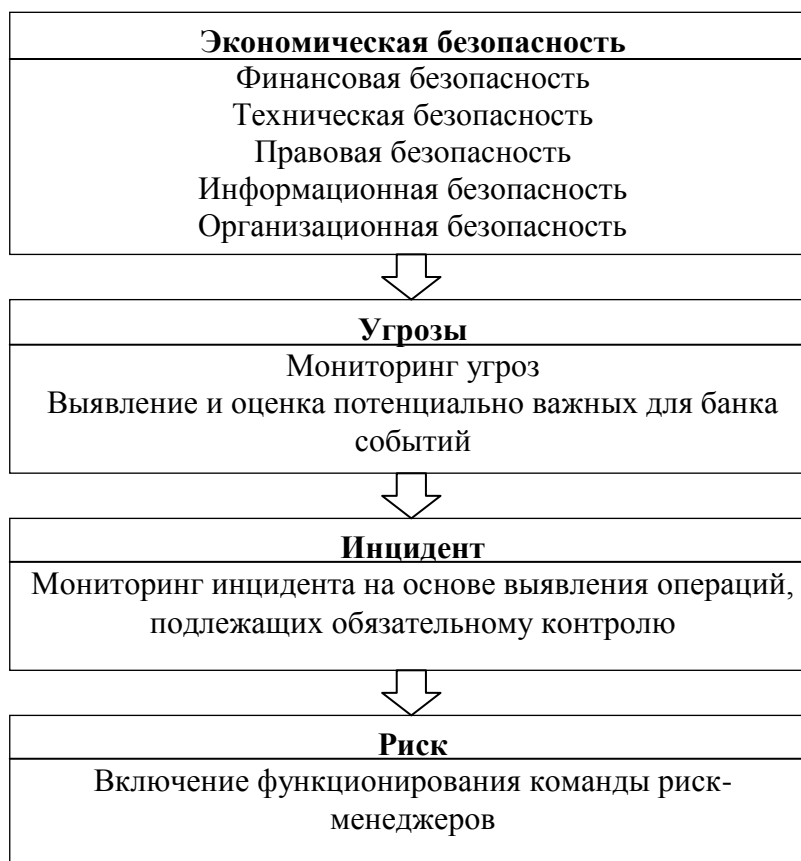 Экономическая безопасность
Финансовая безопасность
Техническая безопасность
Правовая безопасность
Информационная безопасность
Организационная безопасность
Угрозы
Мониторинг угроз
Выявление и оценка потенциально важных для банка
событий
Инцидент
Мониторинг инцидента на основе выявления операций,
подлежащих обязательному контролю
Риск
Включение функционирования команды риск-
менеджеров